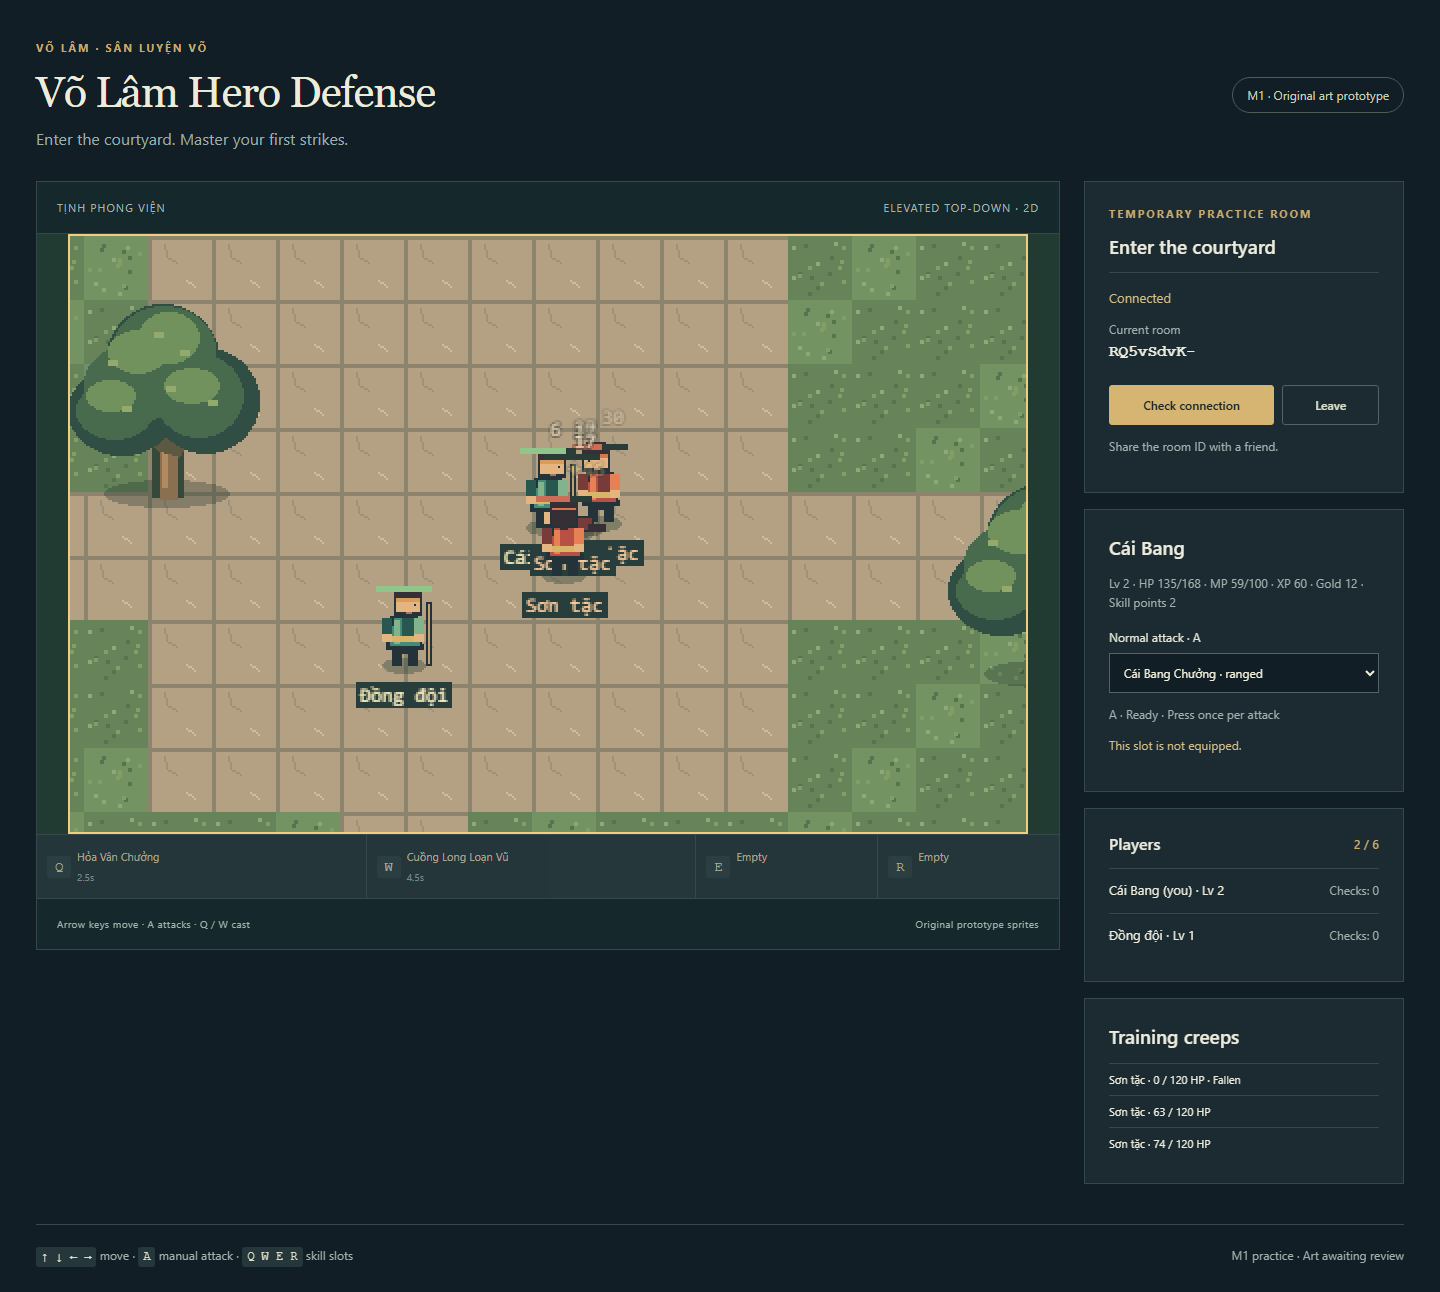 VÕ LÂM · SÂN LUYỆN VÕ
Võ Lâm Hero Defense
Enter the courtyard. Master your first strikes.
M1 · Original art prototype
TỊNH PHONG VIỆN
ELEVATED TOP-DOWN · 2D
6
30
17
Sơn tặc
Đồng đội
Q
Hỏa Vân Chưởng
2.5s
W
Cuồng Long Loạn Vũ
4.5s
E
Empty
R
Empty
Arrow keys move · A attacks · Q / W cast
Original prototype sprites
TEMPORARY PRACTICE ROOM
Enter the courtyard
Connected
Current room
RQ5vSdvK-
Check connection
Leave
Share the room ID with a friend.
Cái Bang
Lv 2 · HP 135/168 · MP 59/100 · XP 60 · Gold 12 ·
Skill points 2
Normal attack · A
Cái Bang Chưởng · ranged
A · Ready · Press once per attack
This slot is not equipped.
Players
2 / 6
Cái Bang (you) · Lv 2
Checks: 0
Đồng đội · Lv 1
Checks: 0
Training creeps
Sơn tặc · 0 / 120 HP · Fallen
Sơn tặc · 63 / 120 HP
Sơn tặc · 74 / 120 HP
↑ ↓ ← → move · A manual attack · Q W E R skill slots
M1 practice · Art awaiting review